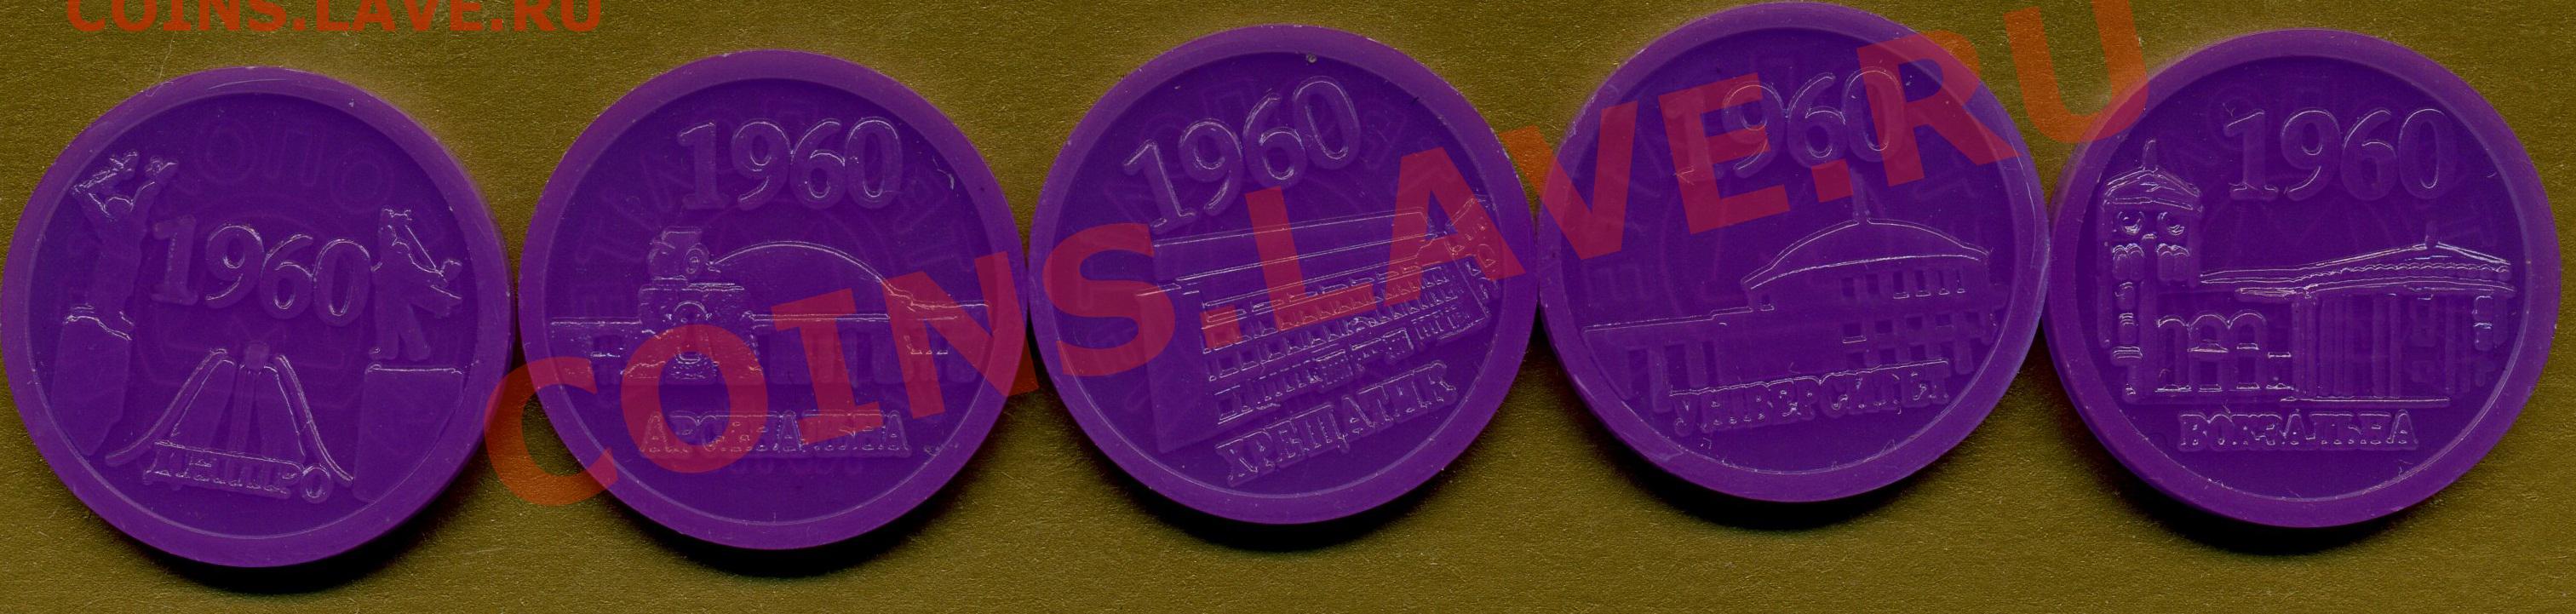 COINS.LAVE.RU
1960
ДНІПРО
1960
АРСЕНАЛЬНА
1960
ХРЕЩАТИК
1960
УНІВЕРСИТЕТ
1960
ВОКЗАЛЬНА
COINS.LAVE.RU